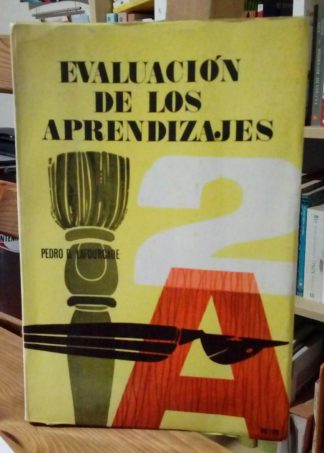 EVALUACIÓN
DE LOS
APRENDIZAJES
2
PEDRO D. LAFOURCADE
A